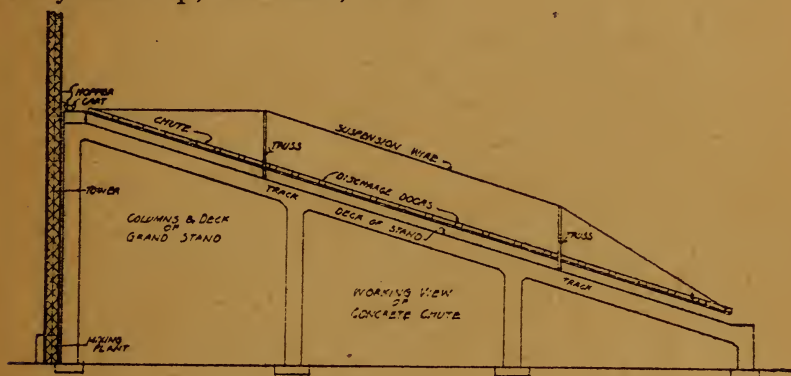 HOPPER
CART
CHUTE
SUSPENSION WIRE
TRUSS
DISCHARGE DOORS
TOWER
TRACK
DECK OF STAND
COLUMNS & DECK
OF
GRAND STAND
TRUSS
TRACK
WORKING VIEW
OF
CONCRETE CHUTE
MIXING
PLANT